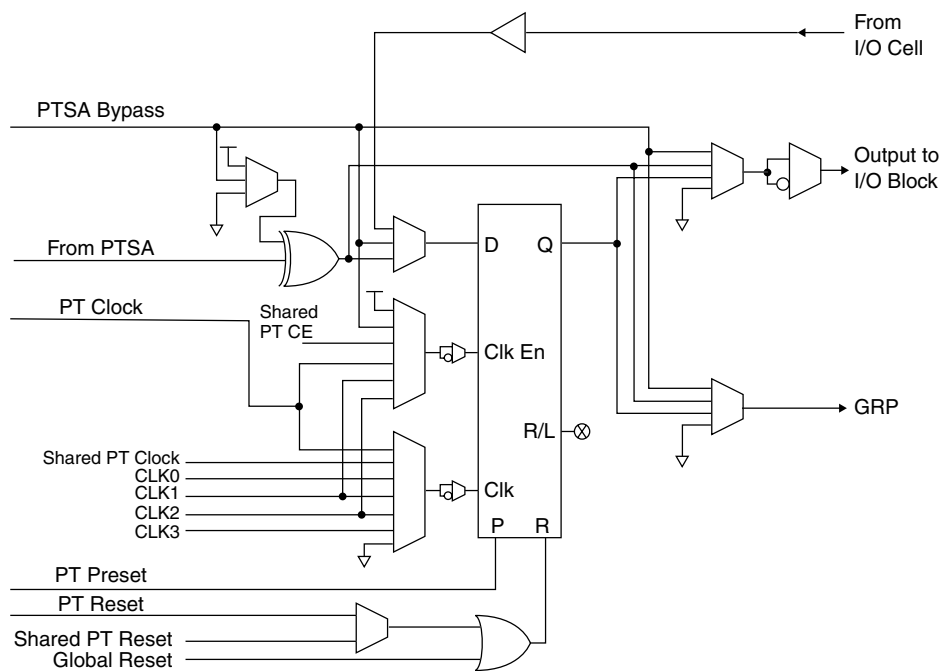 From
I/O Cell
PTSA Bypass
Output to
I/O Block
From PTSA
D
Q
PT Clock
Shared
PT CE
Clk En
GRP
R/L
Shared PT Clock
CLK0
CLK1
CLK2
CLK3
Clk
P
R
PT Preset
PT Reset
Shared PT Reset
Global Reset